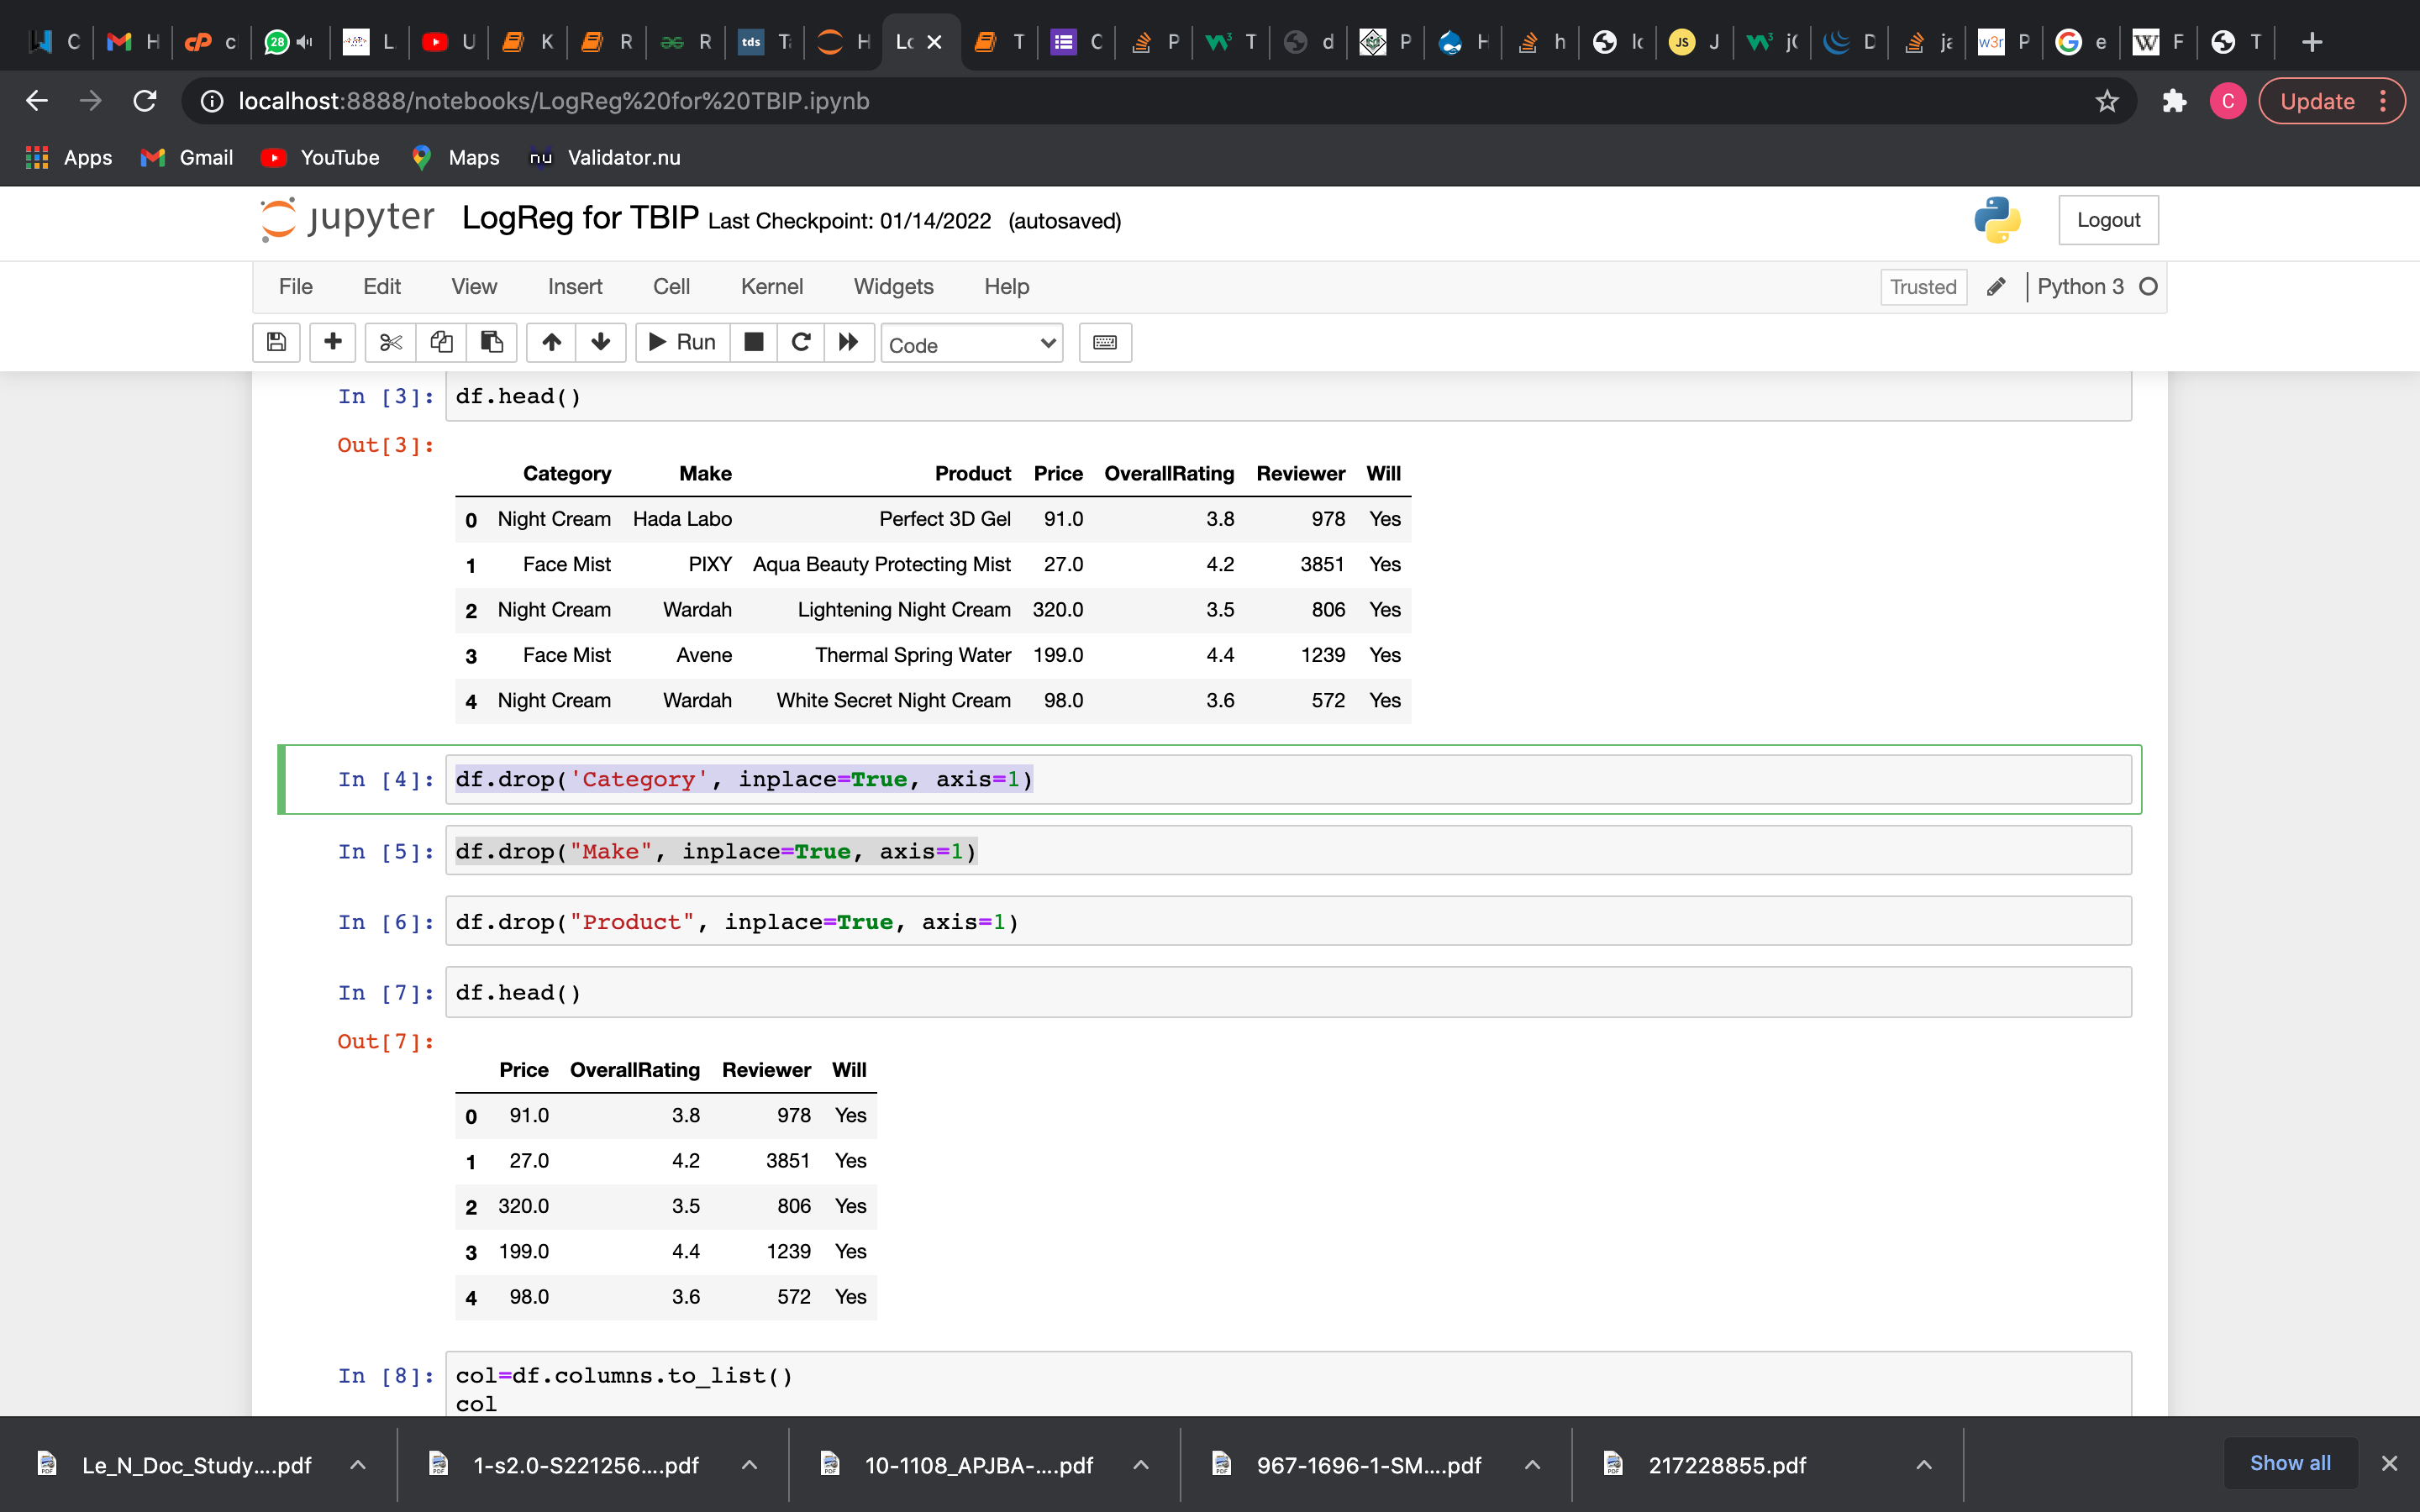 C H c 28 L U K R R tds T H Lo T C P T d P H h lo JS J j( D ja w3r P e W F T
localhost:8888/notebooks/LogReg%20for%20TBIP.ipynb C Update
Apps Gmail YouTube Maps nu Validator.nu
jupyter LogReg for TBIP Last Checkpoint: 01/14/2022 (autosaved) Logout
File Edit View Insert Cell Kernel Widgets Help Trusted Python 3
Run Code
In [3]: df.head()
Out[3]:
Category Make Product Price OverallRating Reviewer Will
0 Night Cream Hada Labo Perfect 3D Gel 91.0 3.8 978 Yes
1 Face Mist PIXY Aqua Beauty Protecting Mist 27.0 4.2 3851 Yes
2 Night Cream Wardah Lightening Night Cream 320.0 3.5 806 Yes
3 Face Mist Avene Thermal Spring Water 199.0 4.4 1239 Yes
4 Night Cream Wardah White Secret Night Cream 98.0 3.6 572 Yes
In [4]: df.drop('Category', inplace=True, axis=1)
In [5]: df.drop("Make", inplace=True, axis=1)
In [6]: df.drop("Product", inplace=True, axis=1)
In [7]: df.head()
Out[7]:
Price OverallRating Reviewer Will
0 91.0 3.8 978 Yes
1 27.0 4.2 3851 Yes
2 320.0 3.5 806 Yes
3 199.0 4.4 1239 Yes
4 98.0 3.6 572 Yes
In [8]: col=df.columns.to_list()
col
Le_N_Doc_Study....pdf 1-s2.0-S221256....pdf 10-1108_APJBA-....pdf 967-1696-1-SM....pdf 217228855.pdf Show all